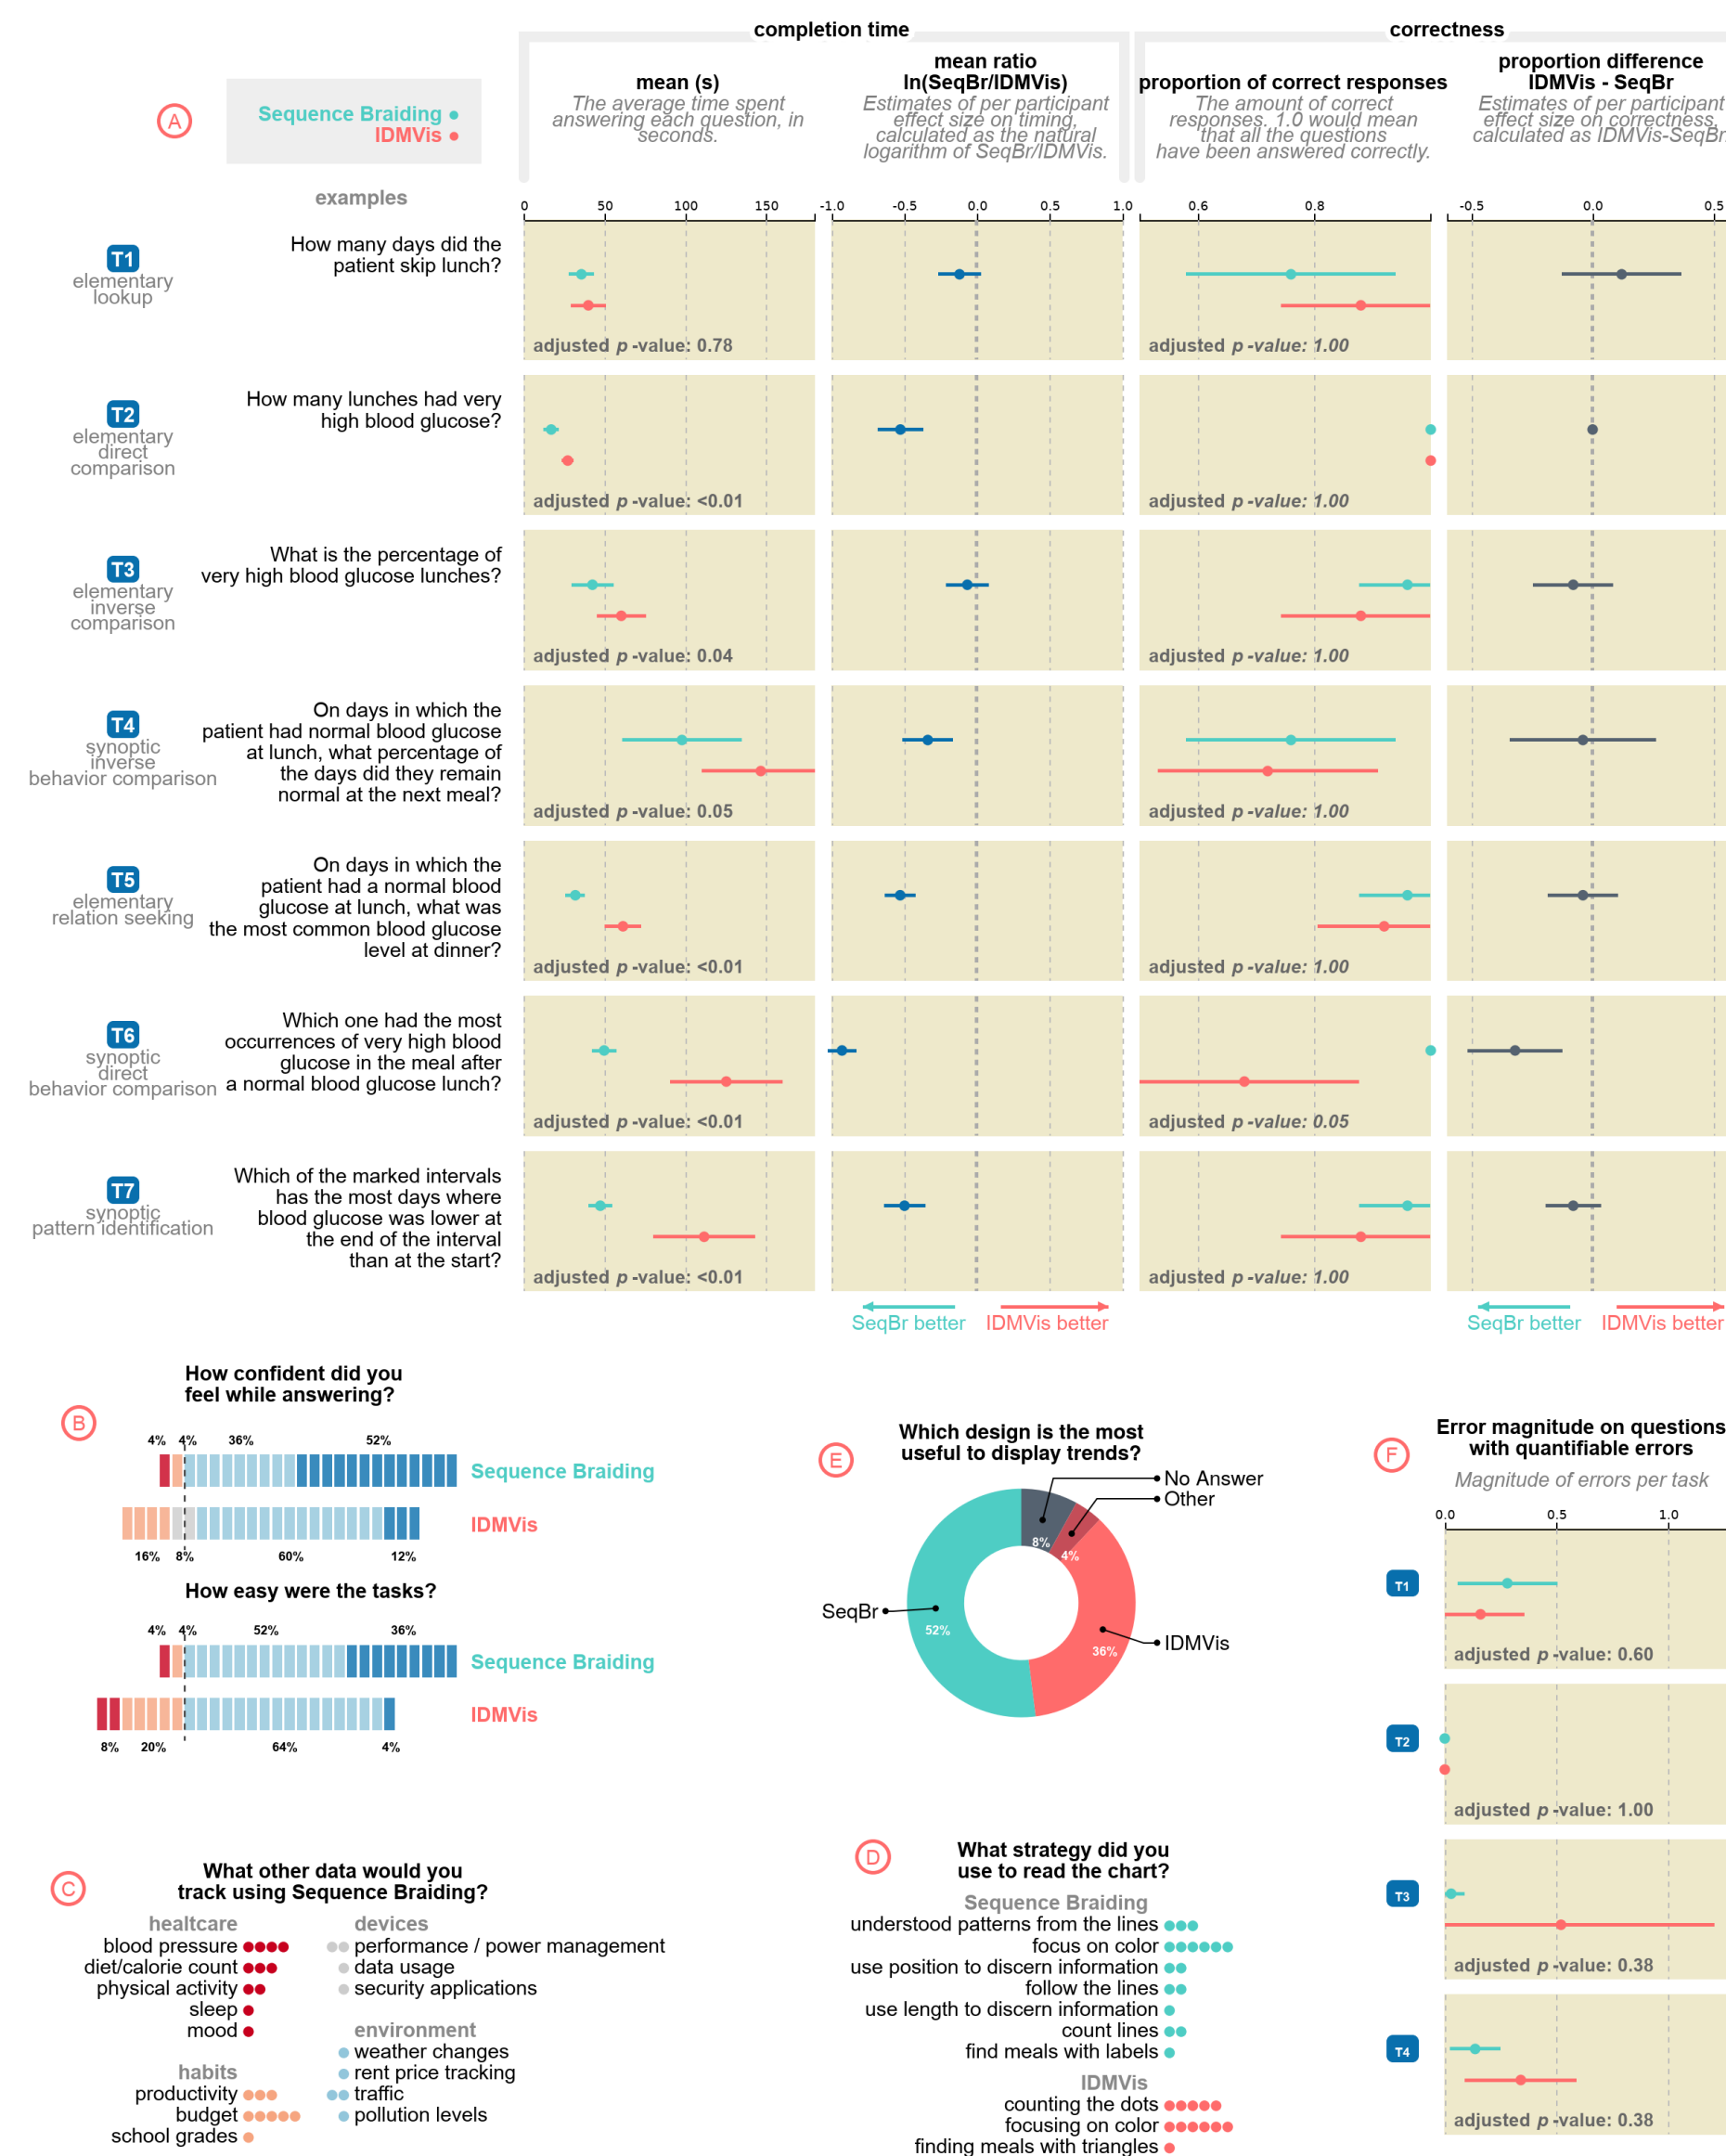 completion time
correctness
mean (s)
The average time spent
answering each question, in
seconds.
mean ratio
ln(SeqBr/IDMVis)
Estimates of per participant
effect size on timing,
calculated as the natural
logarithm of SeqBr/IDMVis.
proportion of correct responses
The amount of correct
responses. 1.0 would mean
that all the questions
have been answered correctly.
proportion difference
IDMVis - SeqBr
Estimates of per participant
effect size on correctness,
calculated as IDMVis-SeqBr
A
Sequence Braiding
IDMVis
examples
0 50 100 150
-1.0 -0.5 0.0 0.5 1.0
0.6 0.8
-0.5 0.0 0.5
T1
elementary
lookup
How many days did the
patient skip lunch?
adjusted p -value: 0.78
adjusted p -value: 1.00
T2
elementary
direct
comparison
How many lunches had very
high blood glucose?
adjusted p -value: <0.01
adjusted p -value: 1.00
T3
elementary
inverse
comparison
What is the percentage of
very high blood glucose lunches?
adjusted p -value: 0.04
adjusted p -value: 1.00
T4
synoptic
inverse
behavior comparison
On days in which the
patient had normal blood glucose
at lunch, what percentage of
the days did they remain
normal at the next meal?
adjusted p -value: 0.05
adjusted p -value: 1.00
T5
elementary
relation seeking
On days in which the
patient had a normal blood
glucose at lunch, what was
the most common blood glucose
level at dinner?
adjusted p -value: <0.01
adjusted p -value: 1.00
T6
synoptic
direct
behavior comparison
Which one had the most
occurrences of very high blood
glucose in the meal after
a normal blood glucose lunch?
adjusted p -value: <0.01
adjusted p -value: 0.05
T7
synoptic
pattern identification
Which of the marked intervals
has the most days where
blood glucose was lower at
the end of the interval
than at the start?
adjusted p -value: <0.01
adjusted p -value: 1.00
SeqBr better IDMVis better
SeqBr better IDMVis better
B
How confident did you
feel while answering?
4% 4% 36% 52%
Sequence Braiding
IDMVis
16% 8% 60% 12%
How easy were the tasks?
4% 4% 52% 36%
Sequence Braiding
IDMVis
8% 20% 64% 4%
E
Which design is the most
useful to display trends?
No Answer
Other
8%
4%
SeqBr
52%
IDMVis
36%
F
Error magnitude on questions
with quantifiable errors
Magnitude of errors per task
0.0 0.5 1.0
T1
adjusted p -value: 0.60
T2
adjusted p -value: 1.00
T3
adjusted p -value: 0.38
T4
adjusted p -value: 0.38
C
What other data would you
track using Sequence Braiding?
healtcare
blood pressure
diet/calorie count
physical activity
sleep
mood
habits
productivity
budget
school grades
devices
performance / power management
data usage
security applications
environment
weather changes
rent price tracking
traffic
pollution levels
D
What strategy did you
use to read the chart?
Sequence Braiding
understood patterns from the lines
focus on color
use position to discern information
follow the lines
use length to discern information
count lines
find meals with labels
IDMVis
counting the dots
focusing on color
finding meals with triangles